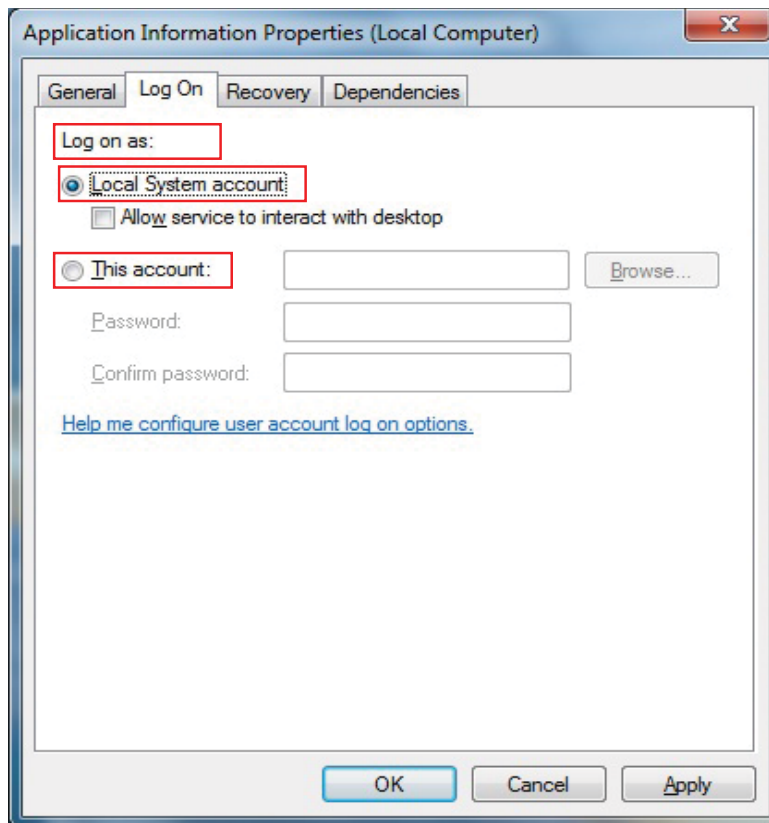 Application Information Properties (Local Computer)
General Log On Recovery Dependencies
Log on as:
Local System account
Allow service to interact with desktop
This account: Browse...
Password:
Confirm password:
Help me configure user account log on options.
OK Cancel Apply